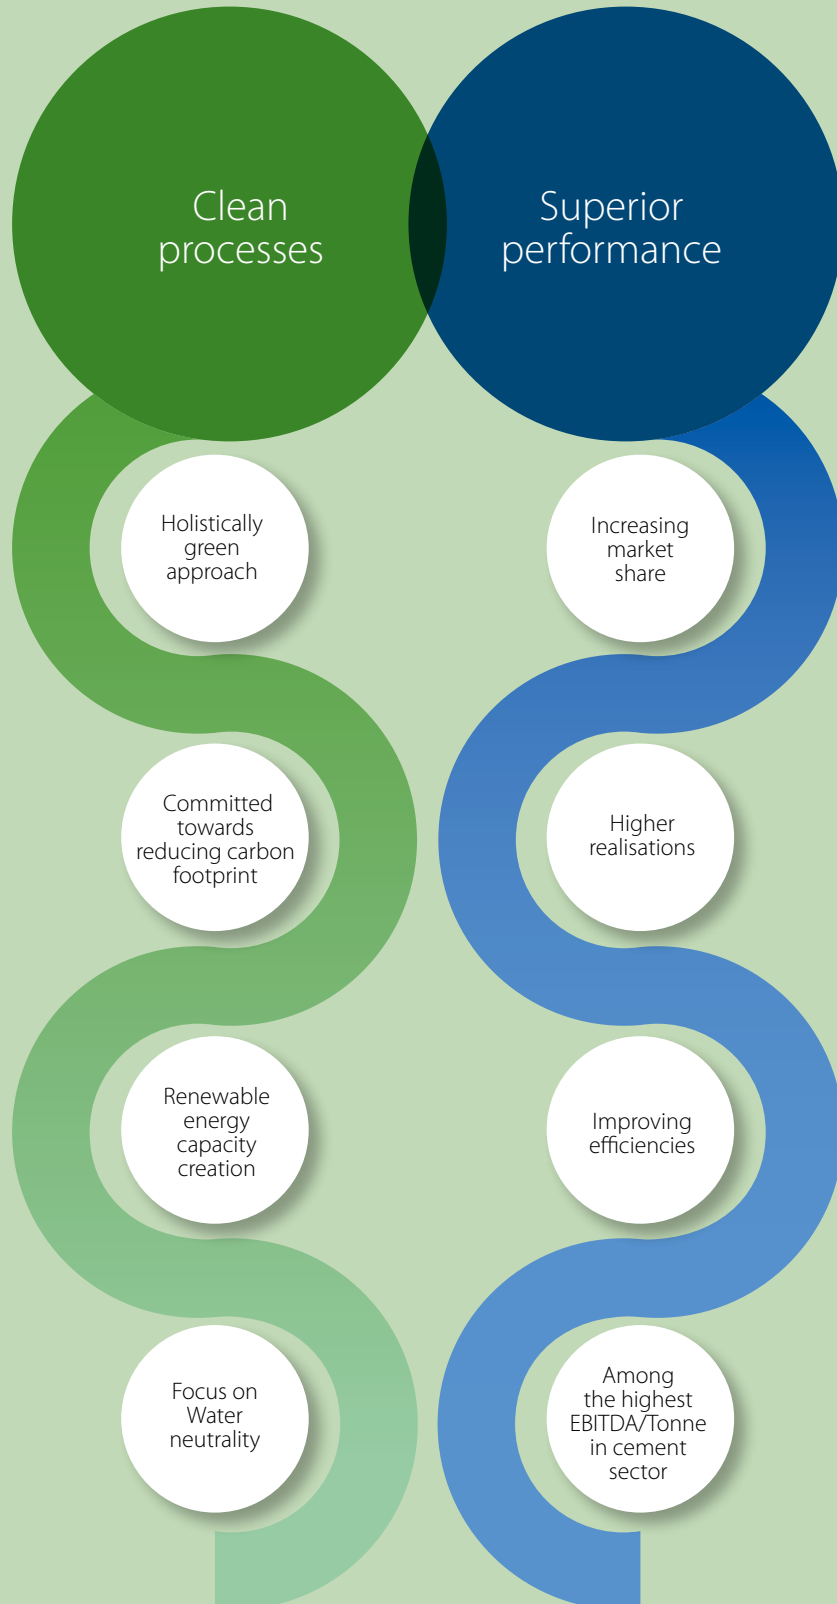 Clean
processes
Holistically
green
approach
Committed
towards
reducing carbon
footprint
Renewable
energy
capacity
creation
Focus on
Water
neutrality
Superior
performance
Increasing
market
share
Higher
realisations
Improving
efficiencies
Among
the highest
EBITDA/Tonne
in cement
sector